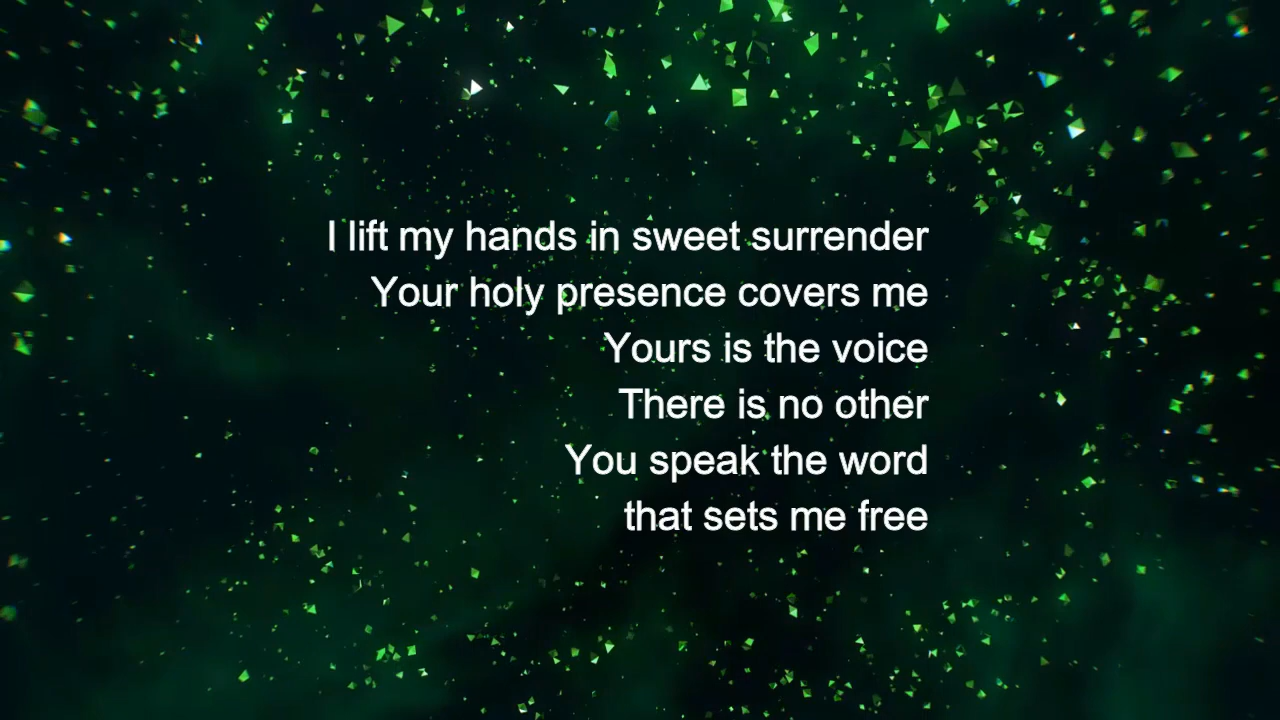 I lift my hands in sweet surrender
Your holy presence covers me
Yours is the voice
There is no other
You speak the word
that sets me free